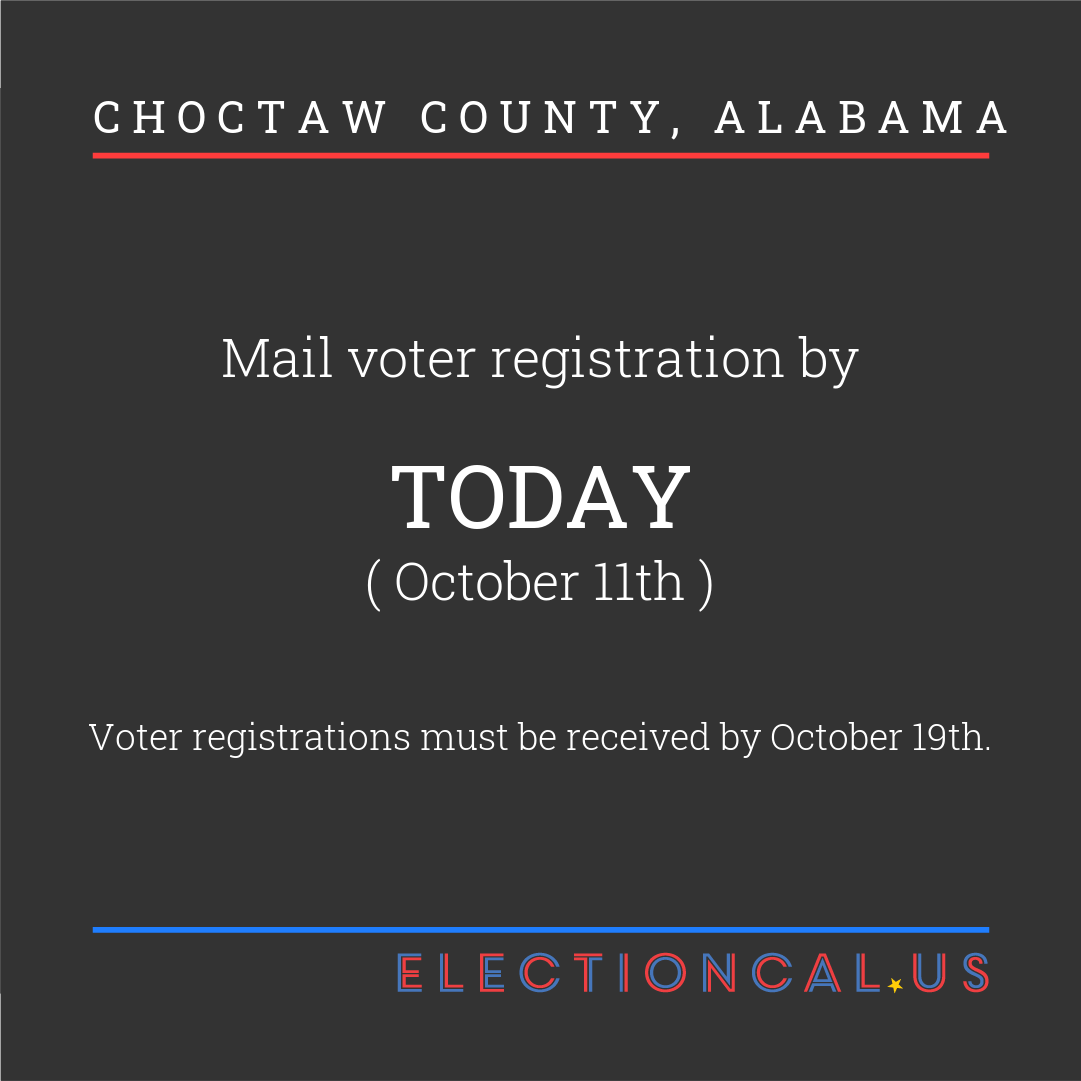 CHOCTAW COUNTY, ALABAMA
Mail voter registration by
TODAY
( October 11th )
Voter registrations must be received by October 19th.
ELECTIONCAL.US